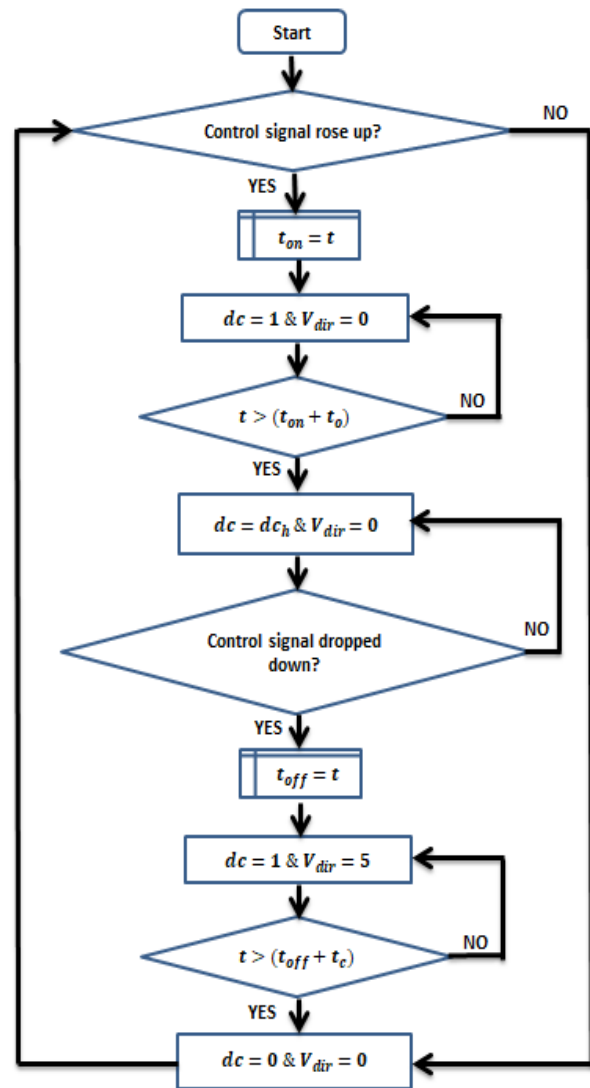 Start
Control signal rose up?
NO
YES
t_on = t
dc = 1 & V_dir = 0
t > (t_on + t_o)
NO
YES
dc = dc_h & V_dir = 0
Control signal dropped
down?
NO
YES
t_off = t
dc = 1 & V_dir = 5
t > (t_off + t_c)
NO
YES
dc = 0 & V_dir = 0